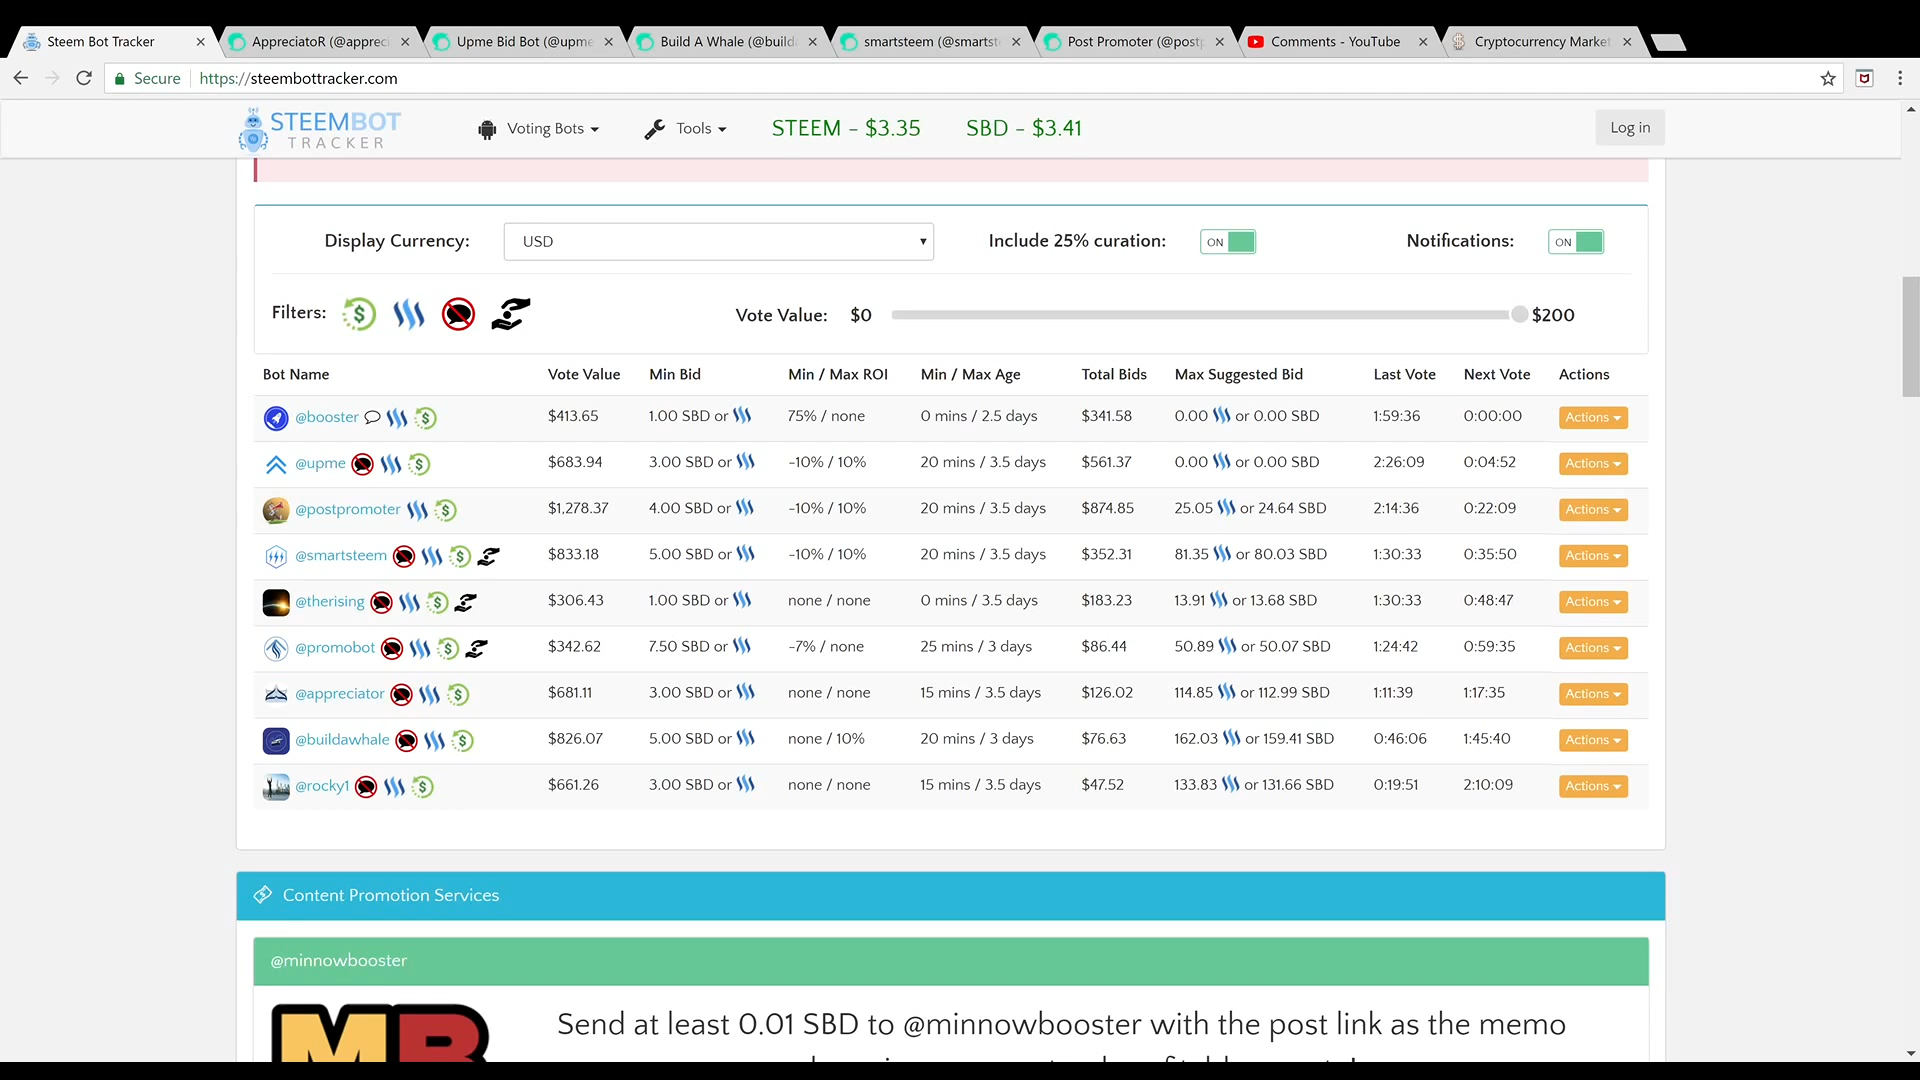 Steem Bot Tracker
AppreciatoR (@appreci
Upme Bid Bot (@upme
Build A Whale (@build
smartsteem (@smartst
Post Promoter (@postp
Comments - YouTube
Cryptocurrency Market
Secure
https://steembottracker.com
STEEMBOT
TRACKER
Voting Bots
Tools
STEEM - $3.35
SBD - $3.41
Log in
Display Currency:
USD
Include 25% curation:
ON
Notifications:
ON
Filters:
Vote Value:
$0
$200
Bot Name Vote Value Min Bid Min / Max ROI Min / Max Age Total Bids Max Suggested Bid Last Vote Next Vote Actions
@booster $413.65 1.00 SBD or 75% / none 0 mins / 2.5 days $341.58 0.00 or 0.00 SBD 1:59:36 0:00:00 Actions
@upme $683.94 3.00 SBD or -10% / 10% 20 mins / 3.5 days $561.37 0.00 or 0.00 SBD 2:26:09 0:04:52 Actions
@postpromoter $1,278.37 4.00 SBD or -10% / 10% 20 mins / 3.5 days $874.85 25.05 or 24.64 SBD 2:14:36 0:22:09 Actions
@smartsteem $833.18 5.00 SBD or -10% / 10% 20 mins / 3.5 days $352.31 81.35 or 80.03 SBD 1:30:33 0:35:50 Actions
@therising $306.43 1.00 SBD or none / none 0 mins / 3.5 days $183.23 13.91 or 13.68 SBD 1:30:33 0:48:47 Actions
@promobot $342.62 7.50 SBD or -7% / none 25 mins / 3 days $86.44 50.89 or 50.07 SBD 1:24:42 0:59:35 Actions
@appreciator $681.11 3.00 SBD or none / none 15 mins / 3.5 days $126.02 114.85 or 112.99 SBD 1:11:39 1:17:35 Actions
@buildawhale $826.07 5.00 SBD or none / 10% 20 mins / 3 days $76.63 162.03 or 159.41 SBD 0:46:06 1:45:40 Actions
@rocky1 $661.26 3.00 SBD or none / none 15 mins / 3.5 days $47.52 133.83 or 131.66 SBD 0:19:51 2:10:09 Actions
Content Promotion Services
@minnowbooster
MB
Send at least 0.01 SBD to @minnowbooster with the post link as the memo